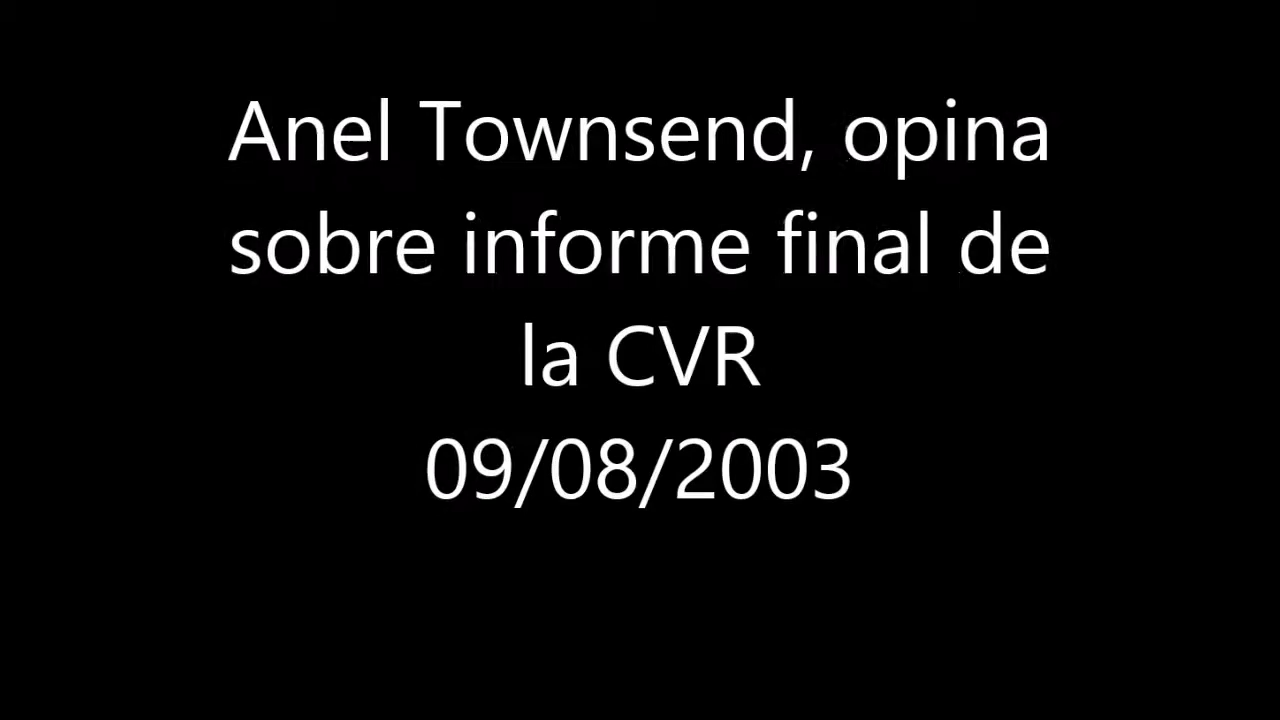 Anel Townsend, opina
sobre informe final de
la CVR
09/08/2003